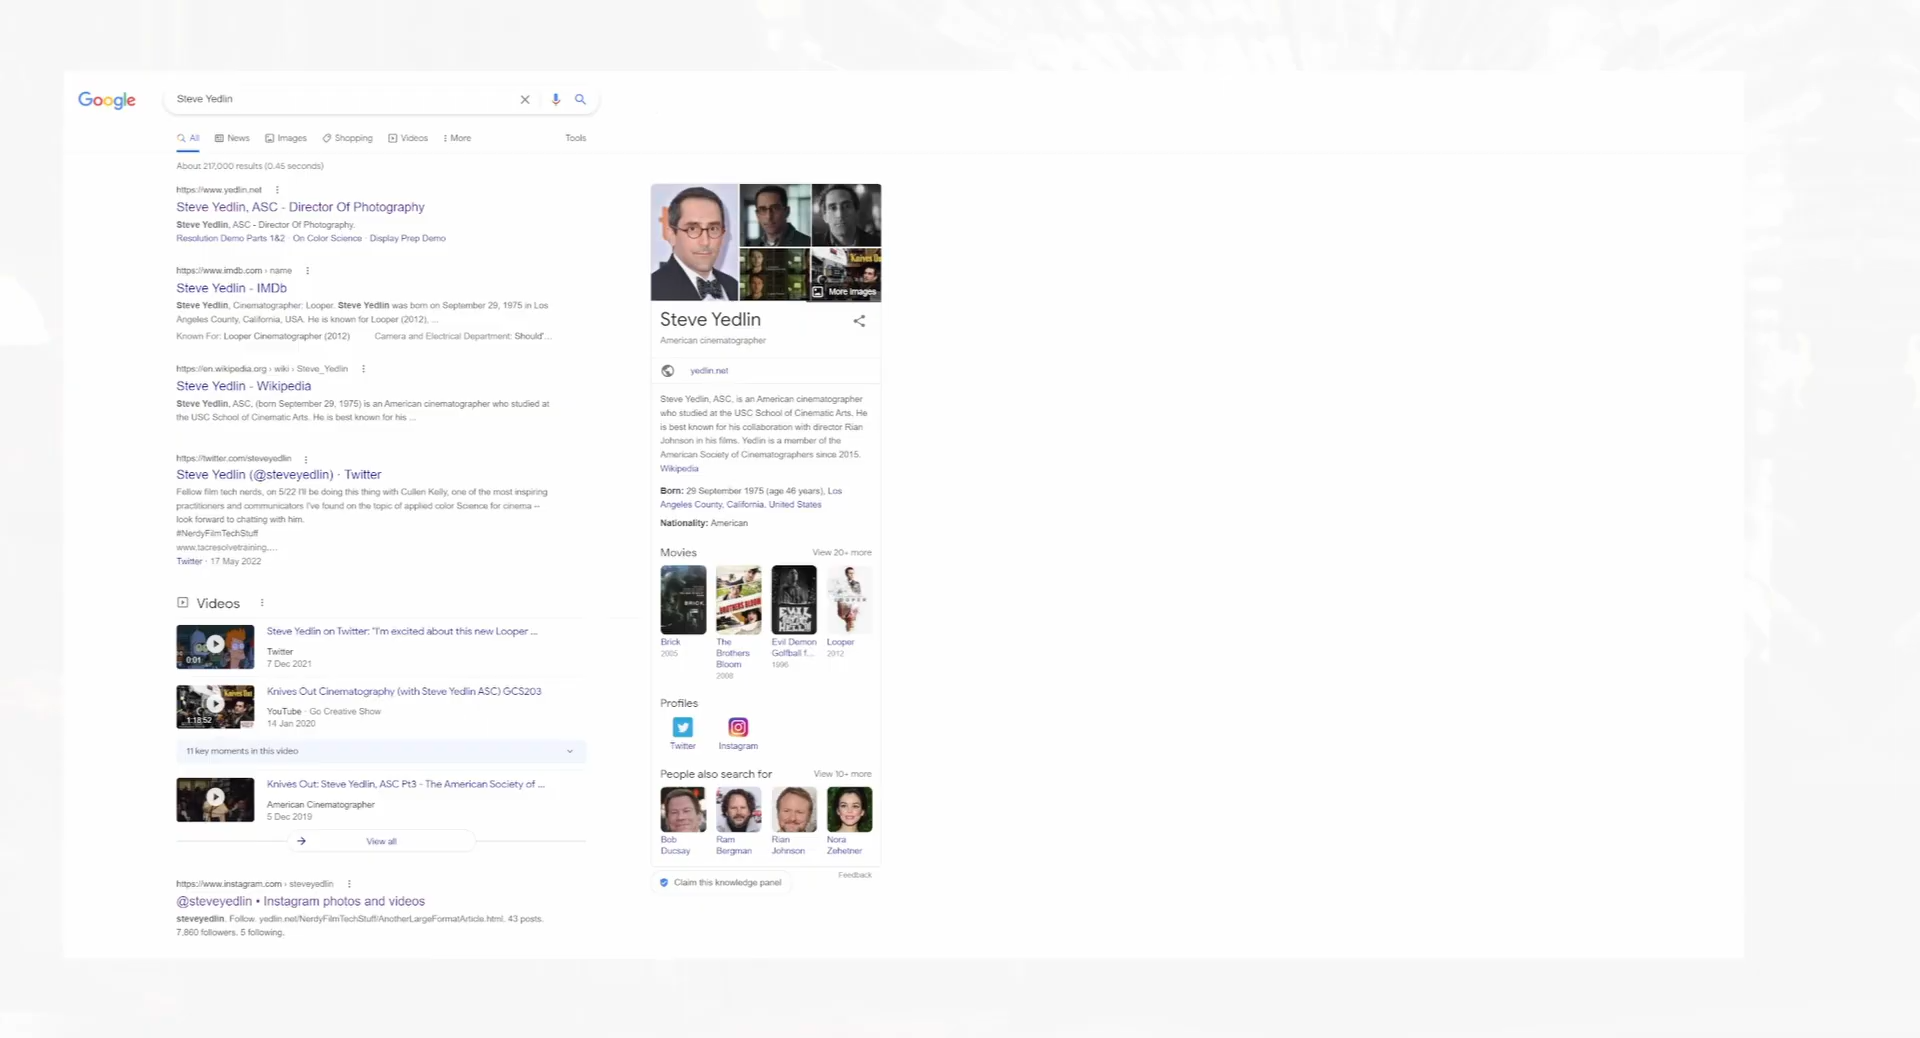 Google
Steve Yedlin
All News Images Shopping Videos More Tools
About 217,000 results (0.45 seconds)
https://www.yedlin.net
Steve Yedlin, ASC - Director Of Photography
Steve Yedlin, ASC - Director Of Photography.
Resolution Demo Parts 1&2 · On Color Science · Display Prep Demo
https://www.imdb.com › name
Steve Yedlin - IMDb
Steve Yedlin, Cinematographer: Looper. Steve Yedlin was born on September 29, 1975 in Los
Angeles County, California, USA. He is known for Looper (2012), ...
Known For: Looper Cinematographer (2012) Camera and Electrical Department: Should'...
https://en.wikipedia.org › wiki › Steve_Yedlin
Steve Yedlin - Wikipedia
Steve Yedlin, ASC, (born September 29, 1975) is an American cinematographer who studied at
the USC School of Cinematic Arts. He is best known for his ...
https://twitter.com/steveyedlin
Steve Yedlin (@steveyedlin) · Twitter
Fellow film tech nerds, on 5/22 I'll be doing this thing with Cullen Kelly, one of the most inspiring
practitioners and communicators I've found on the topic of applied color Science for cinema --
look forward to chatting with him.
#NerdyFilmTechStuff
www.tacresolvetraining....
Twitter · 17 May 2022
Videos
Steve Yedlin on Twitter: "I'm excited about this new Looper ...
0:01
Twitter
7 Dec 2021
Knives Out Cinematography (with Steve Yedlin ASC) GCS203
1:18:52
YouTube · Go Creative Show
14 Jan 2020
11 key moments in this video
Knives Out: Steve Yedlin, ASC Pt3 - The American Society of ...
American Cinematographer
5 Dec 2019
View all
https://www.instagram.com › steveyedlin
@steveyedlin • Instagram photos and videos
steveyedlin. Follow. yedlin.net/NerdyFilmTechStuff/AnotherLargeFormatArticle.html. 43 posts.
7,860 followers. 5 following.
More images
Steve Yedlin
American cinematographer
yedlin.net
Steve Yedlin, ASC, is an American cinematographer
who studied at the USC School of Cinematic Arts. He
is best known for his collaboration with director Rian
Johnson in his films. Yedlin is a member of the
American Society of Cinematographers since 2015.
Wikipedia
Born: 29 September 1975 (age 46 years), Los
Angeles County, California, United States
Nationality: American
Movies View 20+ more
Brick
2005
The
Brothers
Bloom
2008
Evil Demon
Golfball f...
1996
Looper
2012
Profiles
Twitter Instagram
People also search for View 10+ more
Bob
Ducsay
Ram
Bergman
Rian
Johnson
Nora
Zehetner
Feedback
Claim this knowledge panel